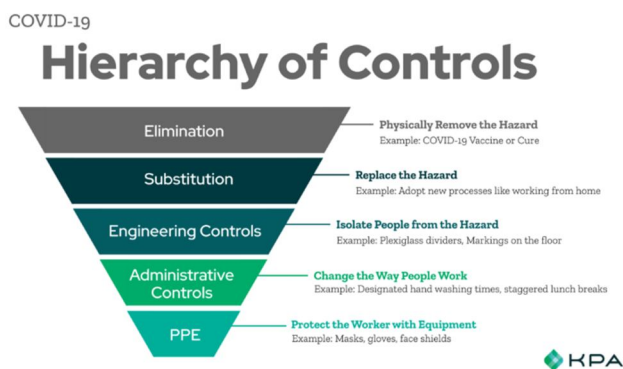 COVID-19
Hierarchy of Controls
Elimination
Physically Remove the Hazard
Example: COVID-19 Vaccine or Cure
Substitution
Replace the Hazard
Example: Adopt new processes like working from home
Engineering Controls
Isolate People from the Hazard
Example: Plexiglass dividers, Markings on the floor
Administrative
Controls
Change the Way People Work
Example: Designated hand washing times, staggered lunch breaks
PPE
Protect the Worker with Equipment
Example: Masks, gloves, face shields
KPA